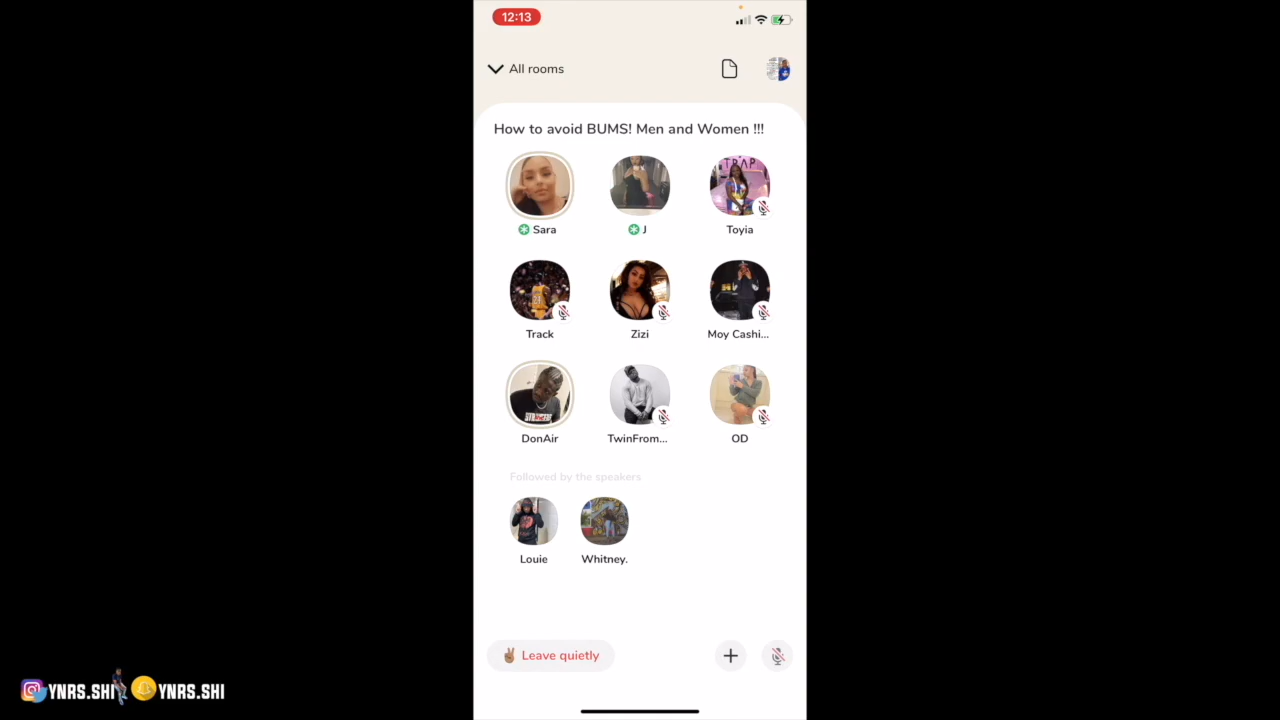 12:13
All rooms
How to avoid BUMS! Men and Women !!!
TRAP
Sara
J
Toyia
Track
Zizi
Moy Cashi...
DonAir
TwinFrom...
OD
Followed by the speakers
Louie
Whitney.
✌🏽 Leave quietly
YNRS.SHI
YNRS.SHI